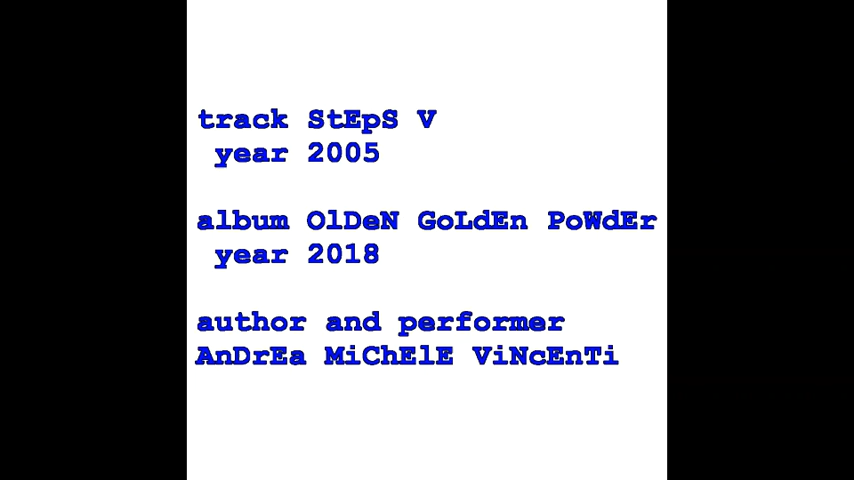 track StEpS V
year 2005
album OlDeN GoLdEn PoWdEr
year 2018
author and performer
AnDrEa MiChElE ViNcEnTi